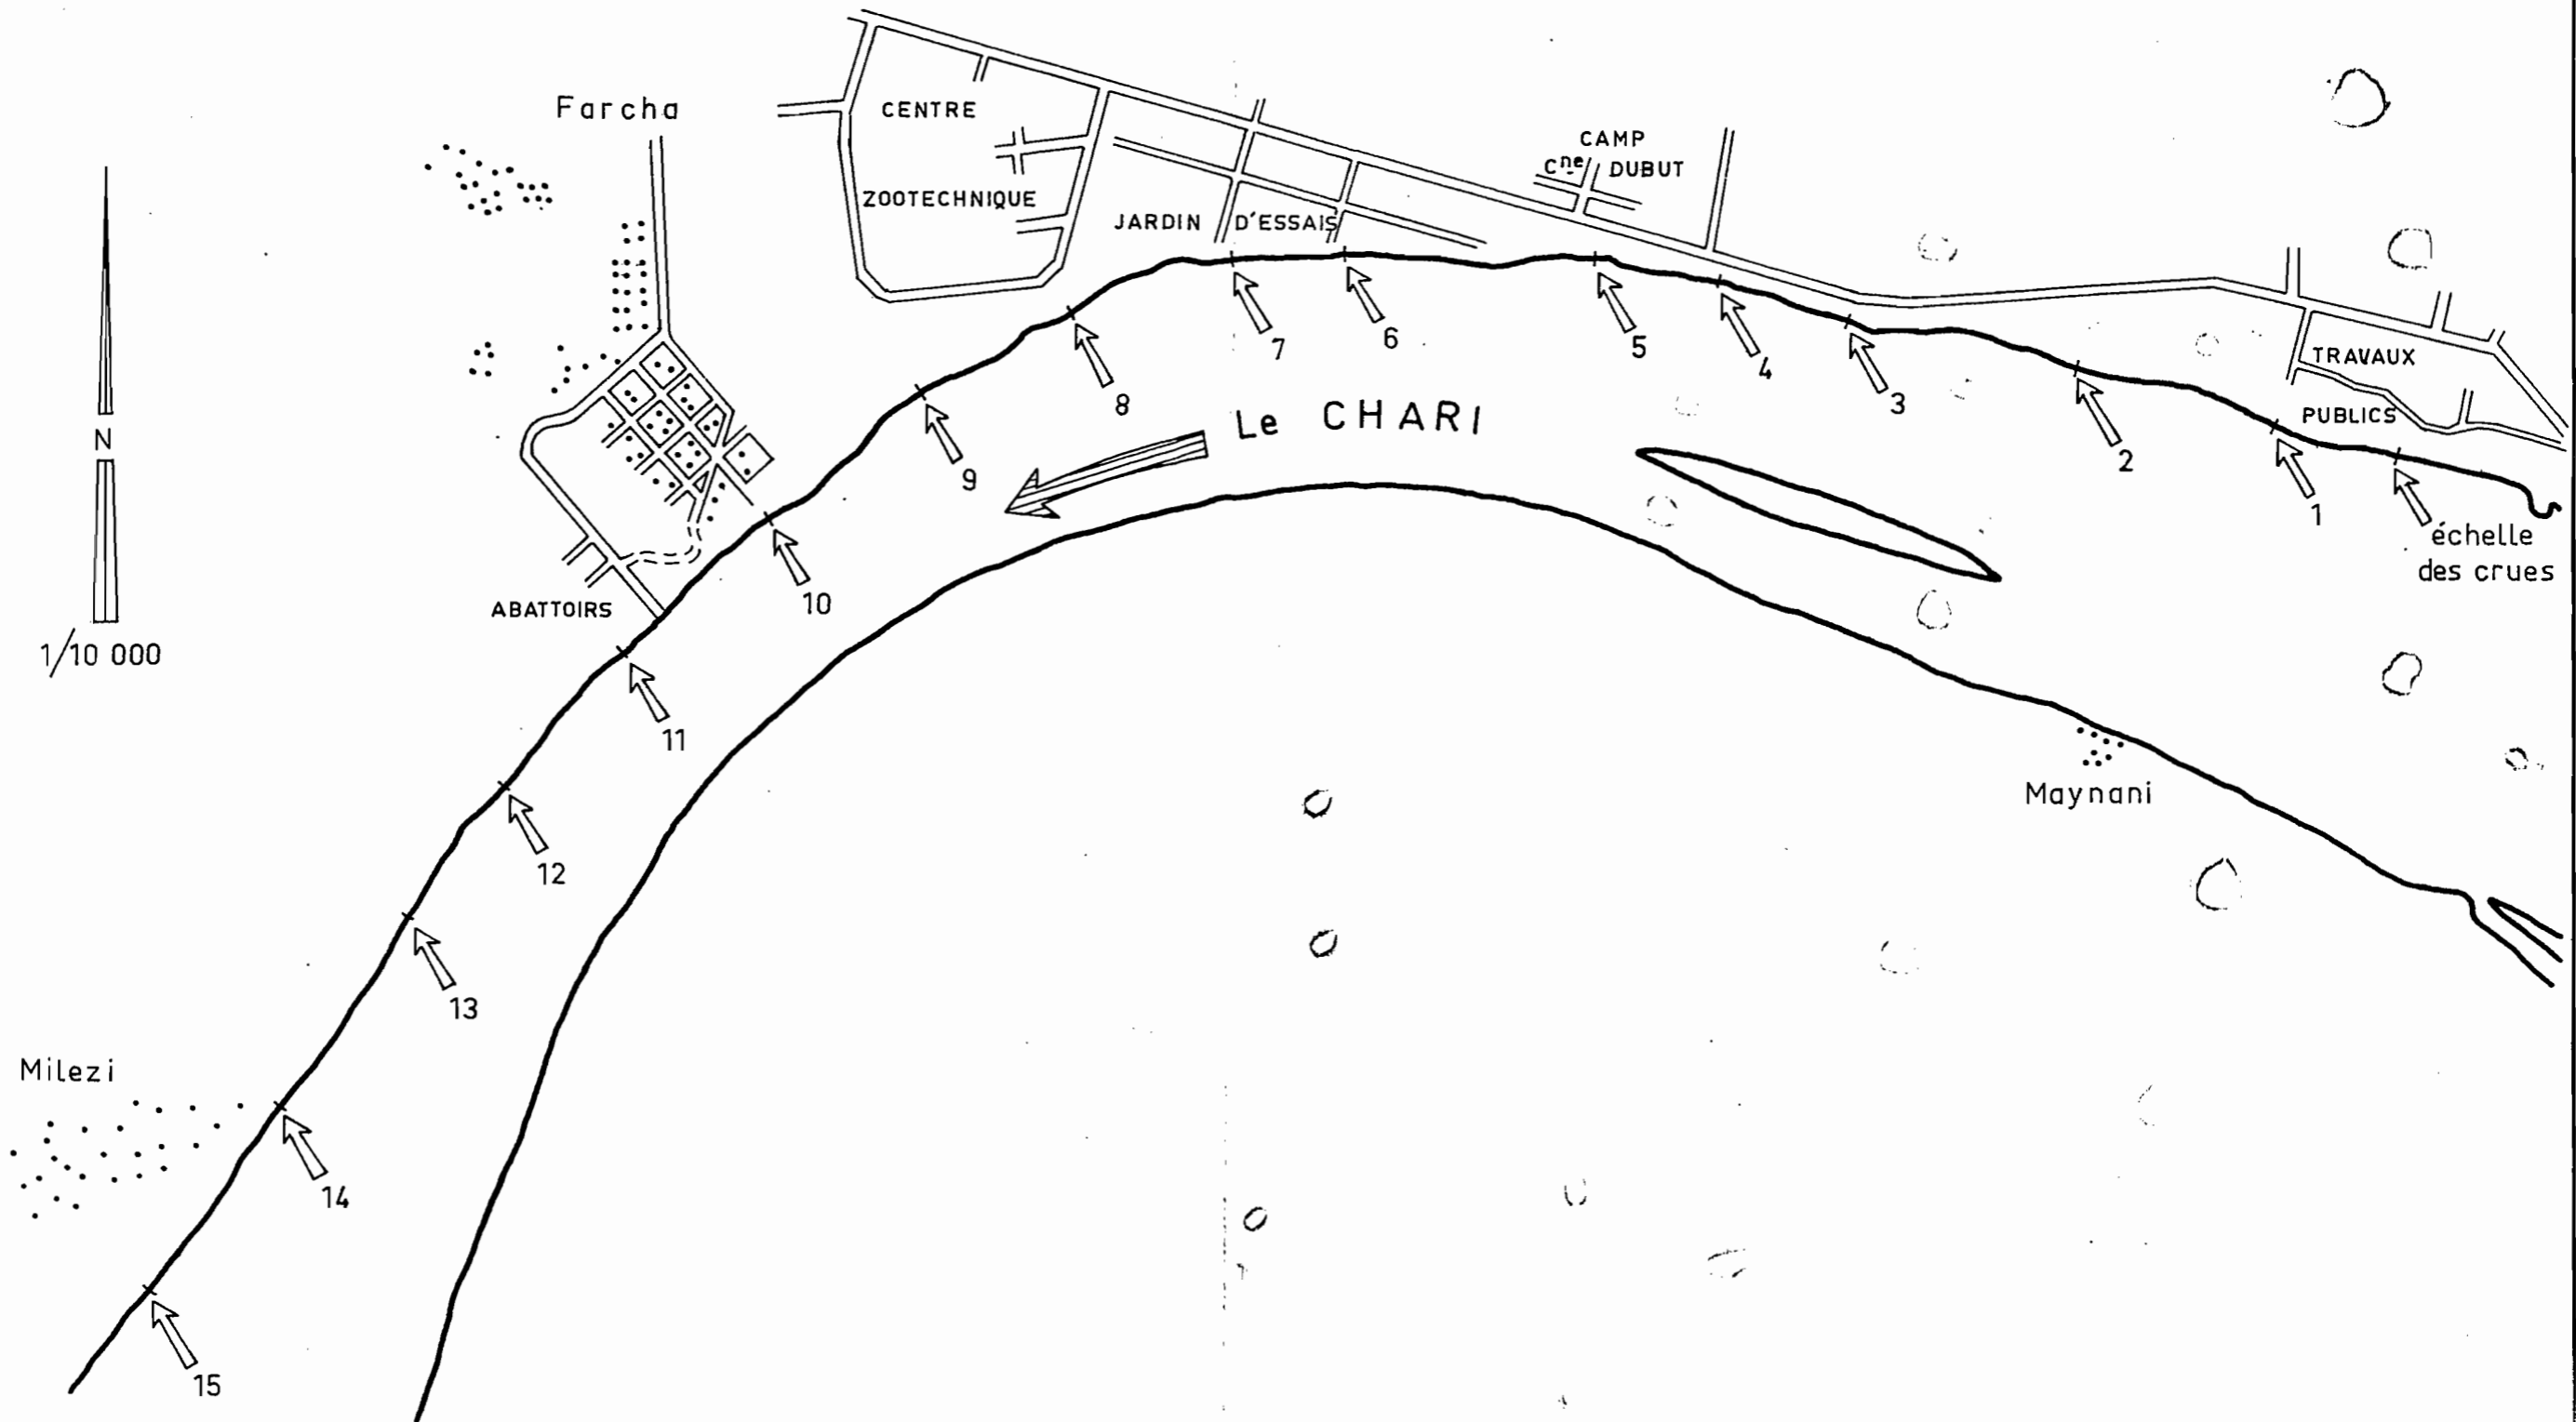 Farcha
CENTRE
ZOOTECHNIQUE
JARDIN D'ESSAIS
CAMP
Cne DUBUT
TRAVAUX
PUBLICS
N
1/10 000
Le CHARI
échelle
des crues
1
2
3
4
5
6
7
8
9
10
11
12
13
14
15
ABATTOIRS
Maynani
Milezi